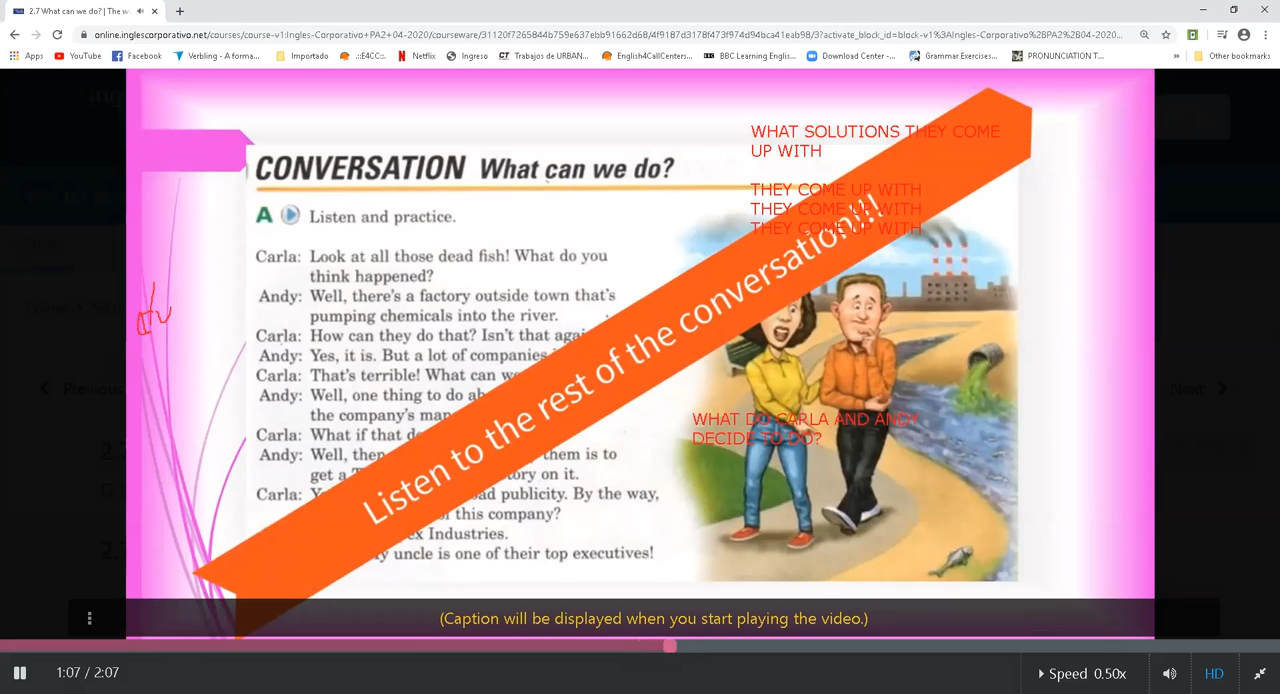 2.7 What can we do? | The w
online.inglescorporativo.net/courses/course-v1:Ingles-Corporativo+PA2+04-2020/courseware/31120f7265844b759e637ebb91662d68/4f9187d3178f473f974d94bca41eab98/3?activate_block_id=block-v1%3AIngles-Corporativo%2BPA2%2B04-2020...
Apps YouTube Facebook Verbling - A forma... Importado .::E4CC::. Netflix Ingreso Trabajos de URBAN... English4CallCenters... BBC Learning Englis... Download Center -... Grammar Exercises... PRONUNCIATION T... » Other bookmarks
WHAT SOLUTIONS THEY COME
UP WITH
CONVERSATION What can we do?
THEY COME UP WITH
THEY COME UP WITH
THEY COME UP WITH
A Listen and practice.
Carla: Look at all those dead fish! What do you
think happened?
Andy: Well, there's a factory outside town that's
pumping chemicals into the river.
Carla: How can they do that? Isn't that
Andy: Yes, it is. But a lot of companies
Carla: That's terrible! What can
Andy: Well, one thing to do
the company's
Carla: What if that
Andy: Well, them is to
get a on it.
Carla: publicity. By the way,
this company?
Industries.
uncle is one of their top executives!
Listen to the rest of the conversation!!!
WHAT DO CARLA AND ANDY
DECIDE TO DO?
Previous
Next
(Caption will be displayed when you start playing the video.)
1:07 / 2:07
Speed 0.50x
HD